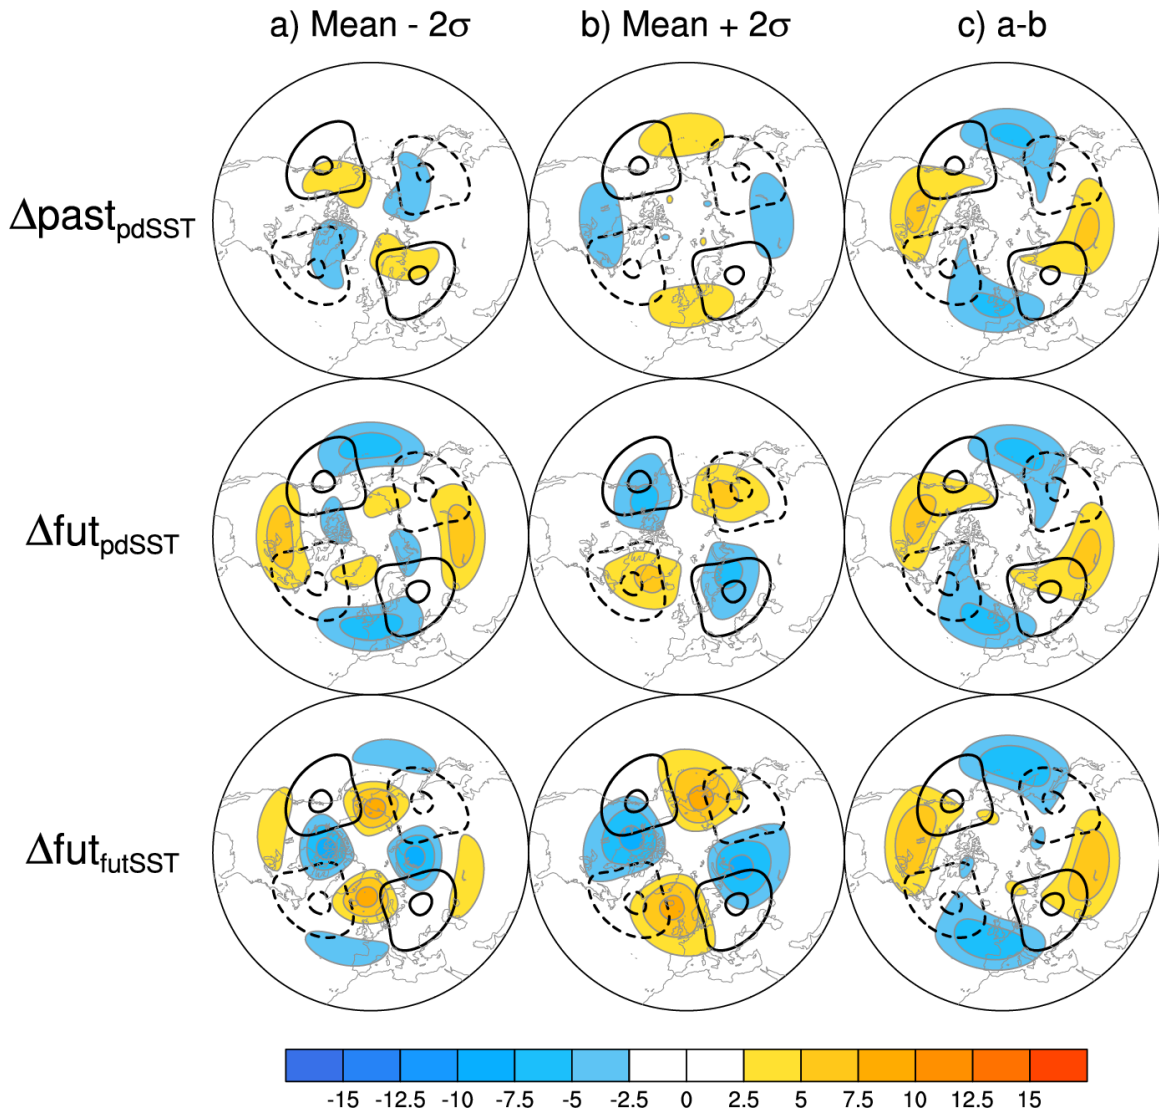 a) Mean - 2σ
b) Mean + 2σ
c) a-b
Δpast_pdSST
Δfut_pdSST
Δfut_futSST
-15 -12.5 -10 -7.5 -5 -2.5 0 2.5 5 7.5 10 12.5 15